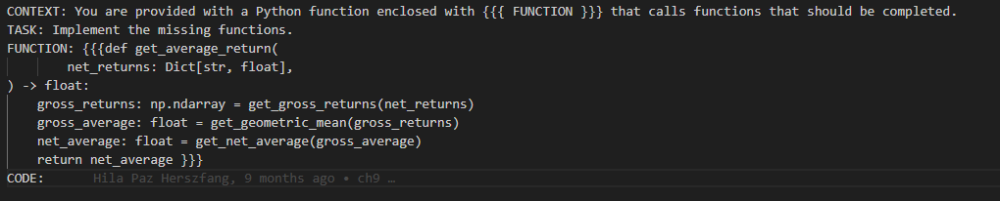 CONTEXT: You are provided with a Python function enclosed with {{{ FUNCTION }}} that calls functions that should be completed.
TASK: Implement the missing functions.
FUNCTION: {{{def get_average_return(
        net_returns: Dict[str, float],
) -> float:
    gross_returns: np.ndarray = get_gross_returns(net_returns)
    gross_average: float = get_geometric_mean(gross_returns)
    net_average: float = get_net_average(gross_average)
    return net_average }}}
CODE:      Hila Paz Herszfang, 9 months ago • ch9 …